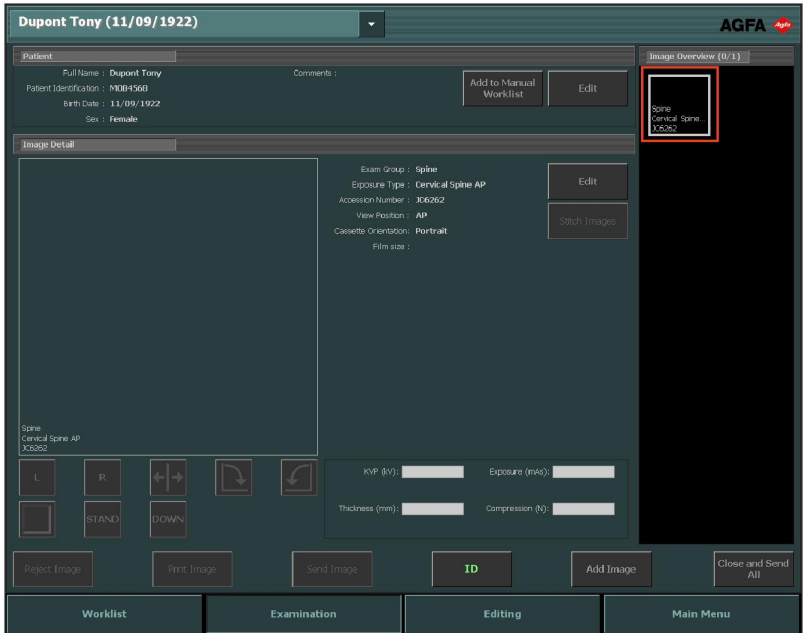 Dupont Tony (11/09/1922)
AGFA
Agfa
Patient
Full Name : Dupont Tony
Patient Identification : MOB4568
Birth Date : 11/09/1922
Sex : Female
Comments :
Add to Manual
Worklist
Edit
Image Overview (0/1)
Spine
Cervical Spine...
JC6262
Image Detail
Spine
Cervical Spine AP
JC6262
Exam Group : Spine
Exposure Type : Cervical Spine AP
Accession Number : JC6262
View Position : AP
Cassette Orientation: Portrait
Film size :
Edit
Stitch Images
L
R
STAND
DOWN
KVP (kV):
Exposure (mAs):
Thickness (mm):
Compression (N):
Reject Image
Print Image
Send Image
ID
Add Image
Close and Send
All
Worklist
Examination
Editing
Main Menu